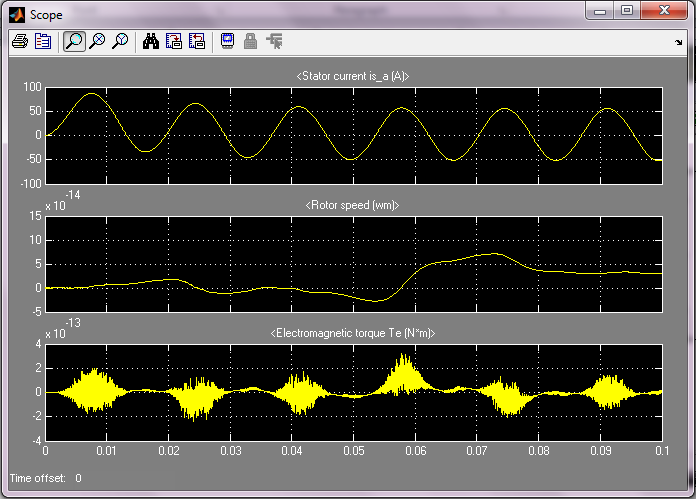 Scope
<Stator current is_a (A)>
100
50
0
-50
-100
x 10
-14
<Rotor speed (wm)>
15
10
5
0
-5
x 10
-13
<Electromagnetic torque Te (N*m)>
4
2
0
-2
-4
0 0.01 0.02 0.03 0.04 0.05 0.06 0.07 0.08 0.09 0.1
Time offset: 0